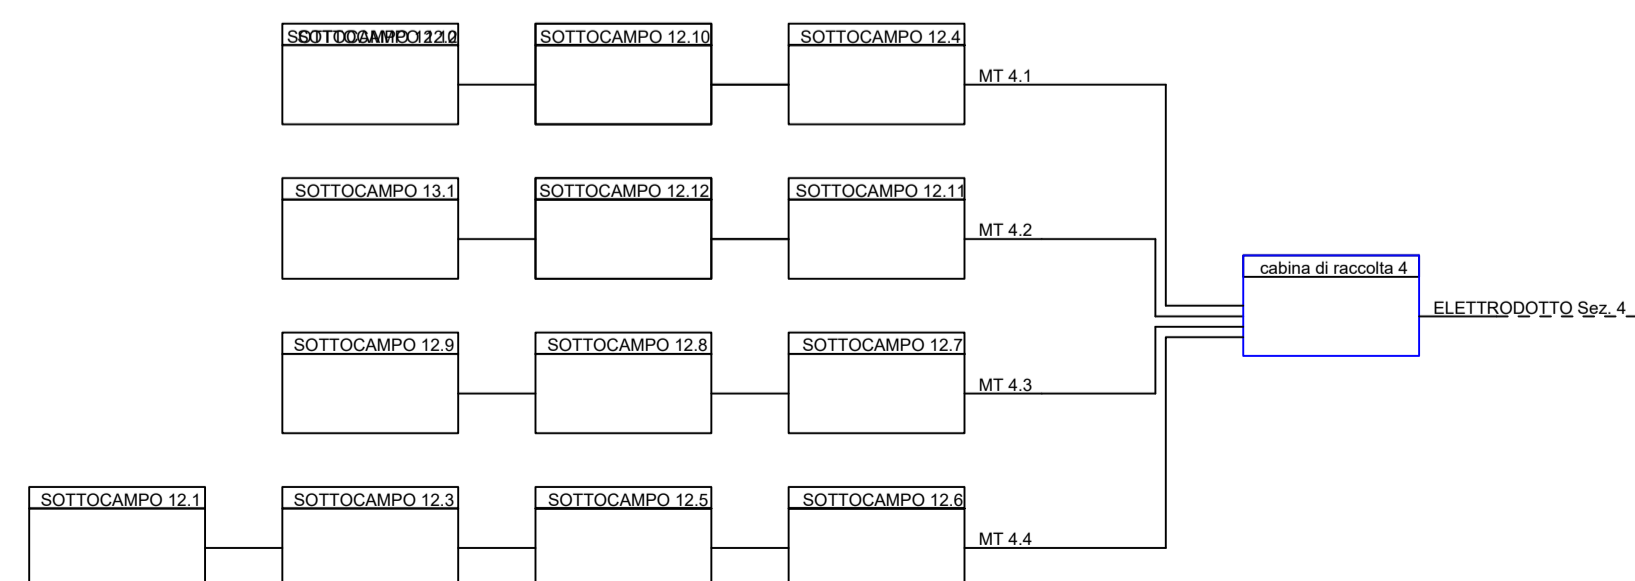 SOTTOCAMPO 12.10
SOTTOCAMPO 12.4
MT 4.1
SOTTOCAMPO 13.1
SOTTOCAMPO 12.12
SOTTOCAMPO 12.11
MT 4.2
cabina di raccolta 4
ELETTRODOTTO Sez. 4
SOTTOCAMPO 12.9
SOTTOCAMPO 12.8
SOTTOCAMPO 12.7
MT 4.3
SOTTOCAMPO 12.1
SOTTOCAMPO 12.3
SOTTOCAMPO 12.5
SOTTOCAMPO 12.6
MT 4.4